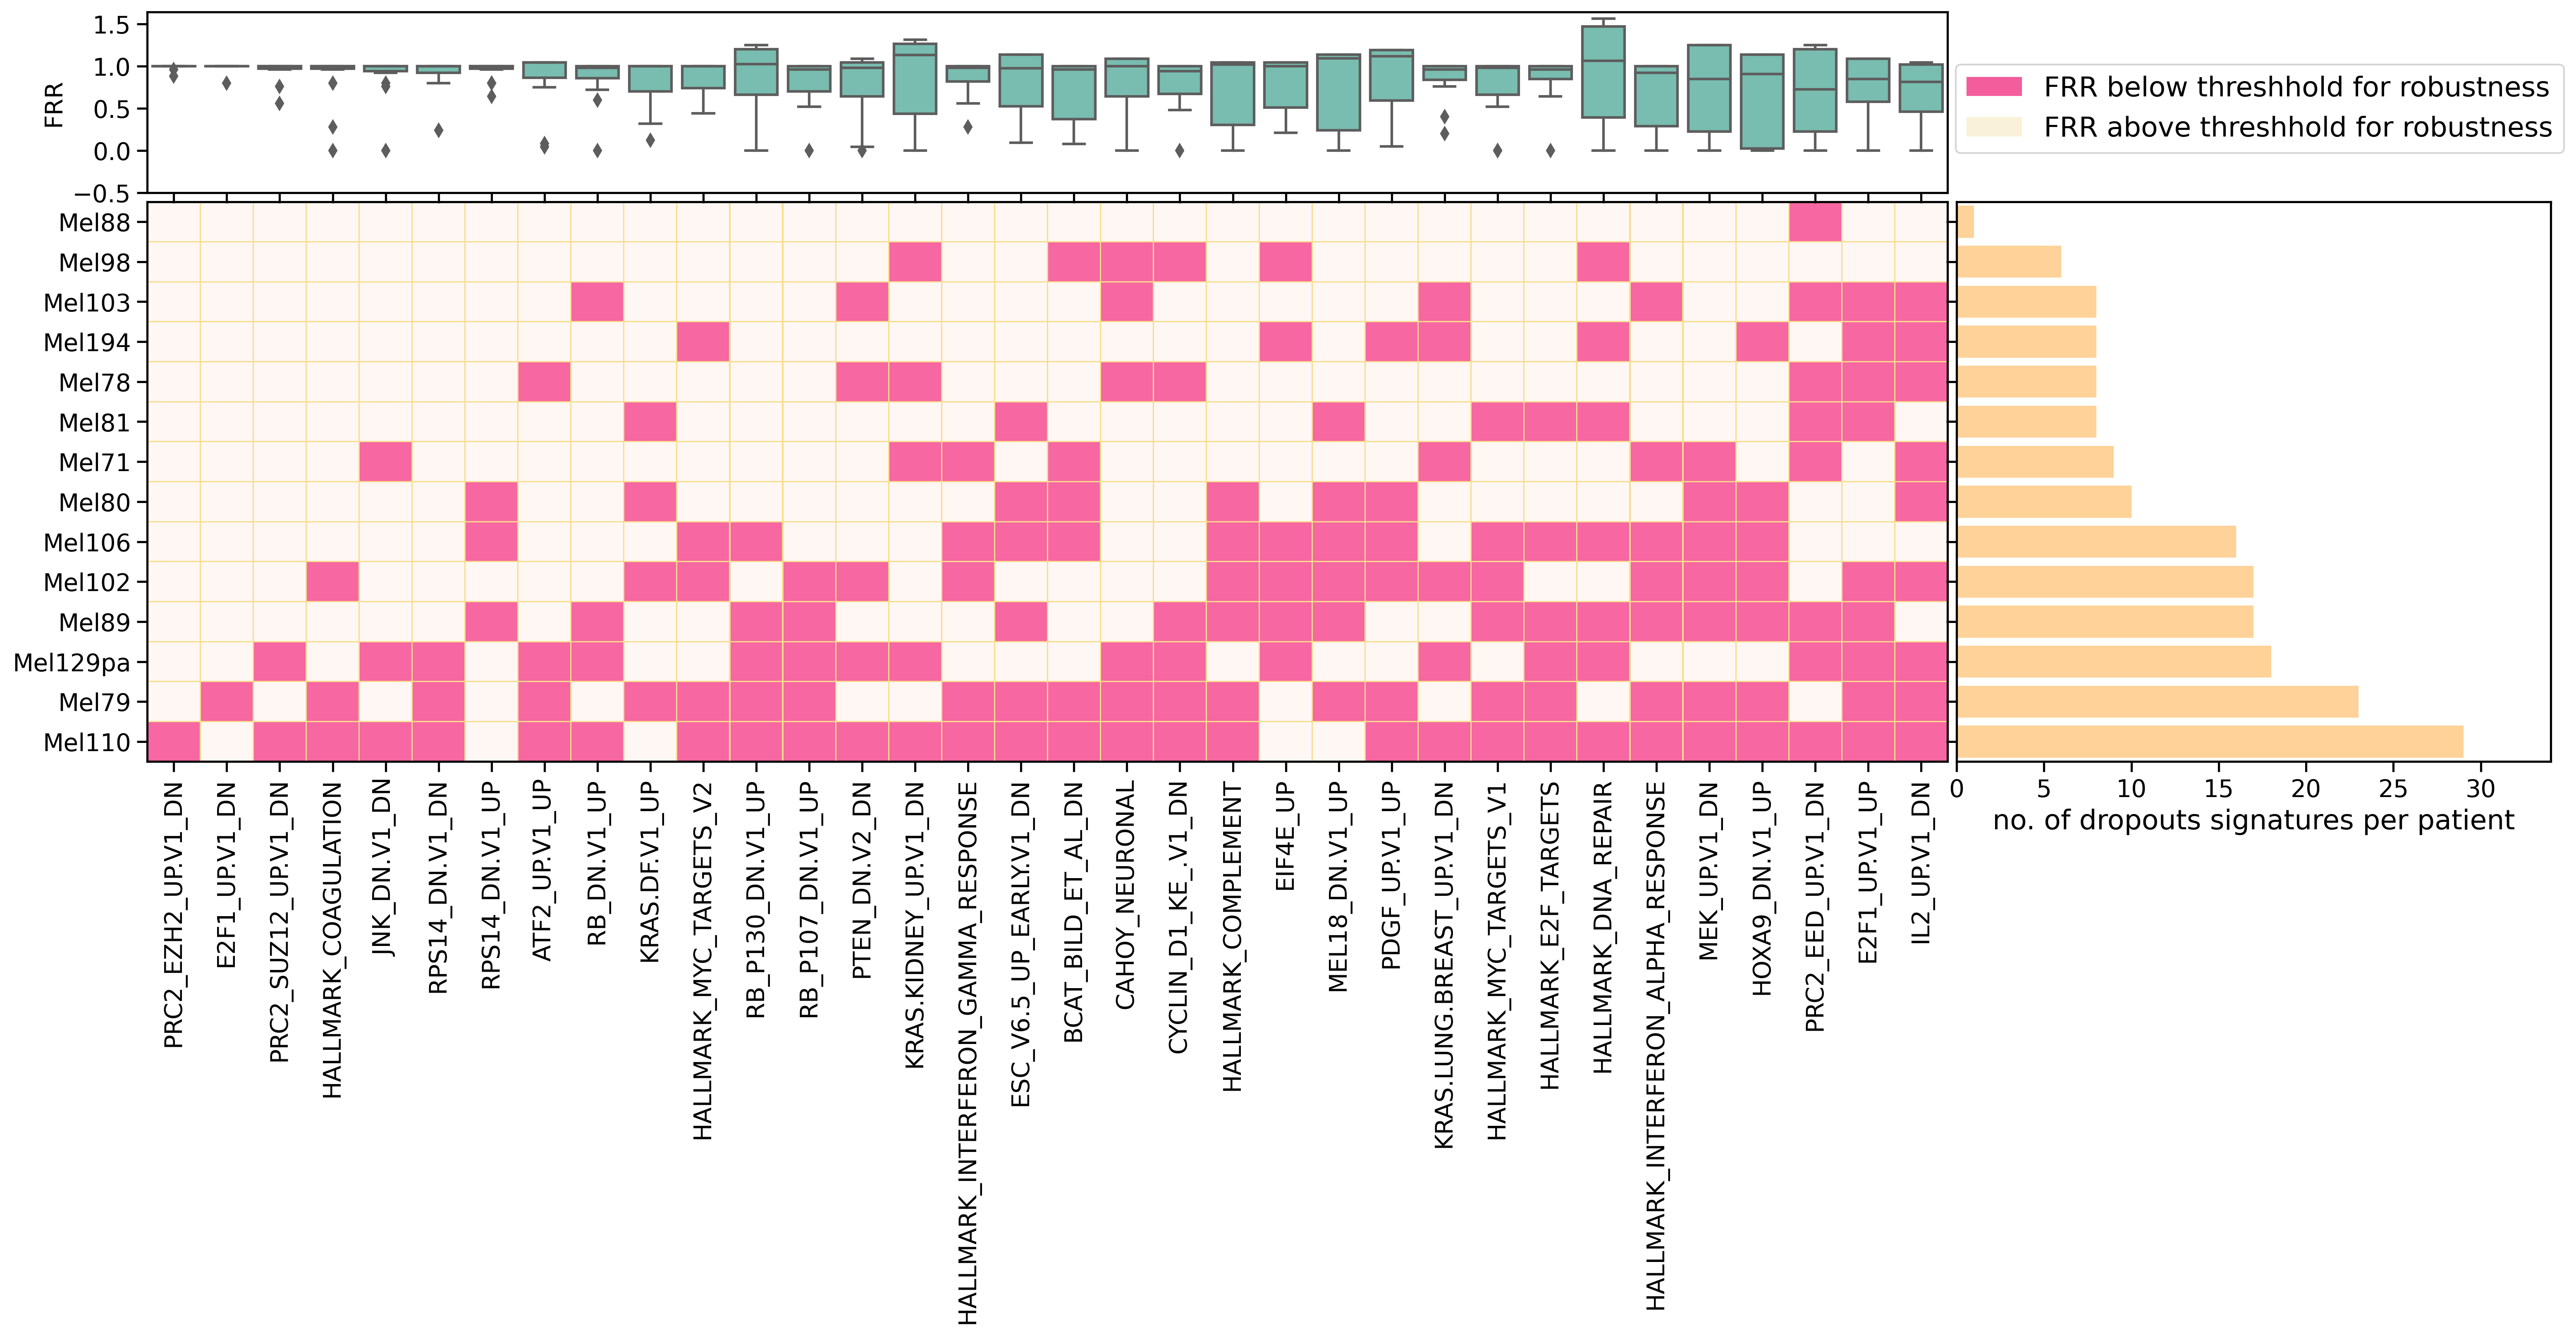 1.5
1.0
0.5
0.0
−0.5
FRR
FRR below threshhold for robustness
FRR above threshhold for robustness
Mel88
Mel98
Mel103
Mel194
Mel78
Mel81
Mel71
Mel80
Mel106
Mel102
Mel89
Mel129pa
Mel79
Mel110
PRC2_EZH2_UP.V1_DN
E2F1_UP.V1_DN
PRC2_SUZ12_UP.V1_DN
HALLMARK_COAGULATION
JNK_DN.V1_DN
RPS14_DN.V1_DN
RPS14_DN.V1_UP
ATF2_UP.V1_UP
RB_DN.V1_UP
KRAS.DF.V1_UP
HALLMARK_MYC_TARGETS_V2
RB_P130_DN.V1_UP
RB_P107_DN.V1_UP
PTEN_DN.V2_DN
KRAS.KIDNEY_UP.V1_DN
HALLMARK_INTERFERON_GAMMA_RESPONSE
ESC_V6.5_UP_EARLY.V1_DN
BCAT_BILD_ET_AL_DN
CAHOY_NEURONAL
CYCLIN_D1_KE_.V1_DN
HALLMARK_COMPLEMENT
EIF4E_UP
MEL18_DN.V1_UP
PDGF_UP.V1_UP
KRAS.LUNG.BREAST_UP.V1_DN
HALLMARK_MYC_TARGETS_V1
HALLMARK_E2F_TARGETS
HALLMARK_DNA_REPAIR
HALLMARK_INTERFERON_ALPHA_RESPONSE
MEK_UP.V1_DN
HOXA9_DN.V1_UP
PRC2_EED_UP.V1_DN
E2F1_UP.V1_UP
IL2_UP.V1_DN
0 5 10 15 20 25 30
no. of dropouts signatures per patient